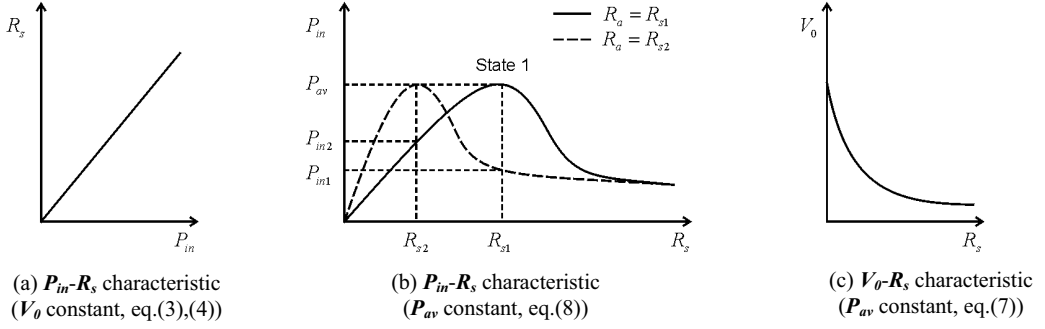 R_s
P_in
(a) P_in-R_s characteristic
(V_0 constant, eq.(3),(4))
P_in
R_a = R_s1
R_a = R_s2
State 1
P_av
P_in2
P_in1
R_s2
R_s1
R_s
(b) P_in-R_s characteristic
(P_av constant, eq.(8))
V_0
R_s
(c) V_0-R_s characteristic
(P_av constant, eq.(7))